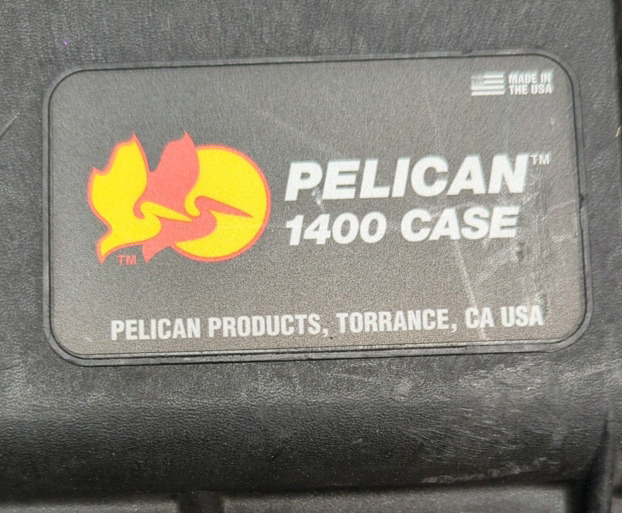 MADE IN
THE USA
PELICAN™
1400 CASE
TM
PELICAN PRODUCTS, TORRANCE, CA USA